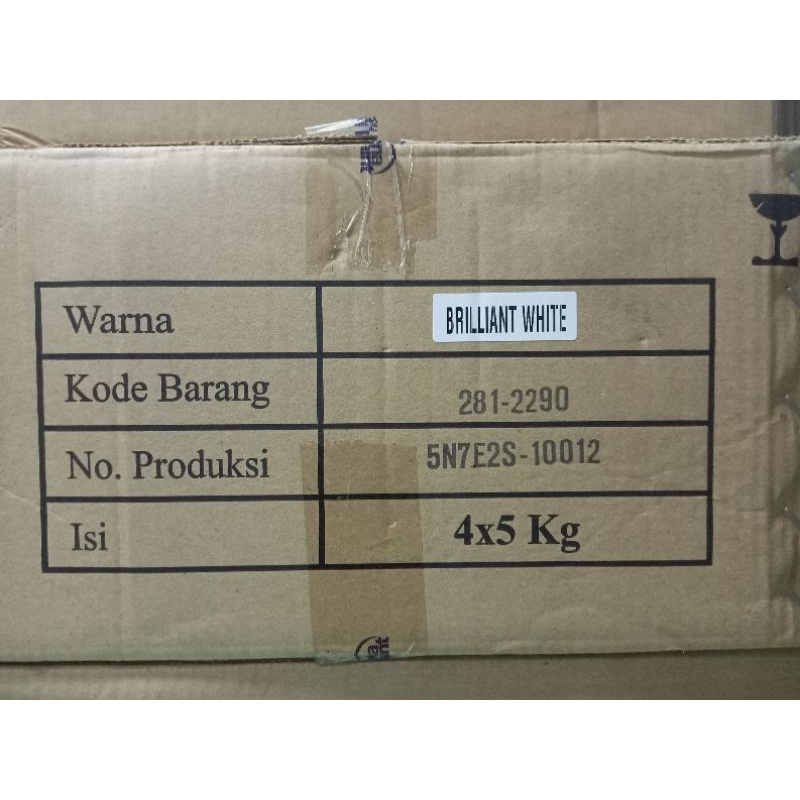 Warna BRILLIANT WHITE
Kode Barang 281-2290
No. Produksi 5N7E2S-10012
Isi 4x5 Kg